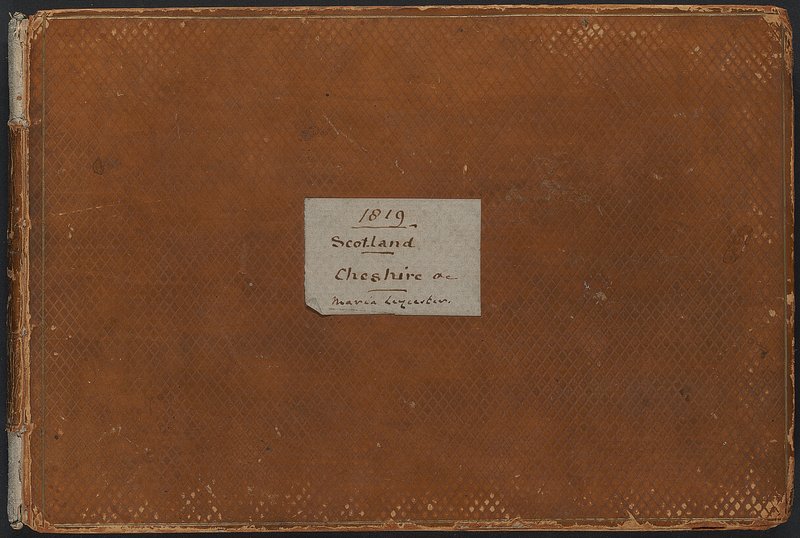 1819
Scotland
Cheshire &c
Maria Leycester.